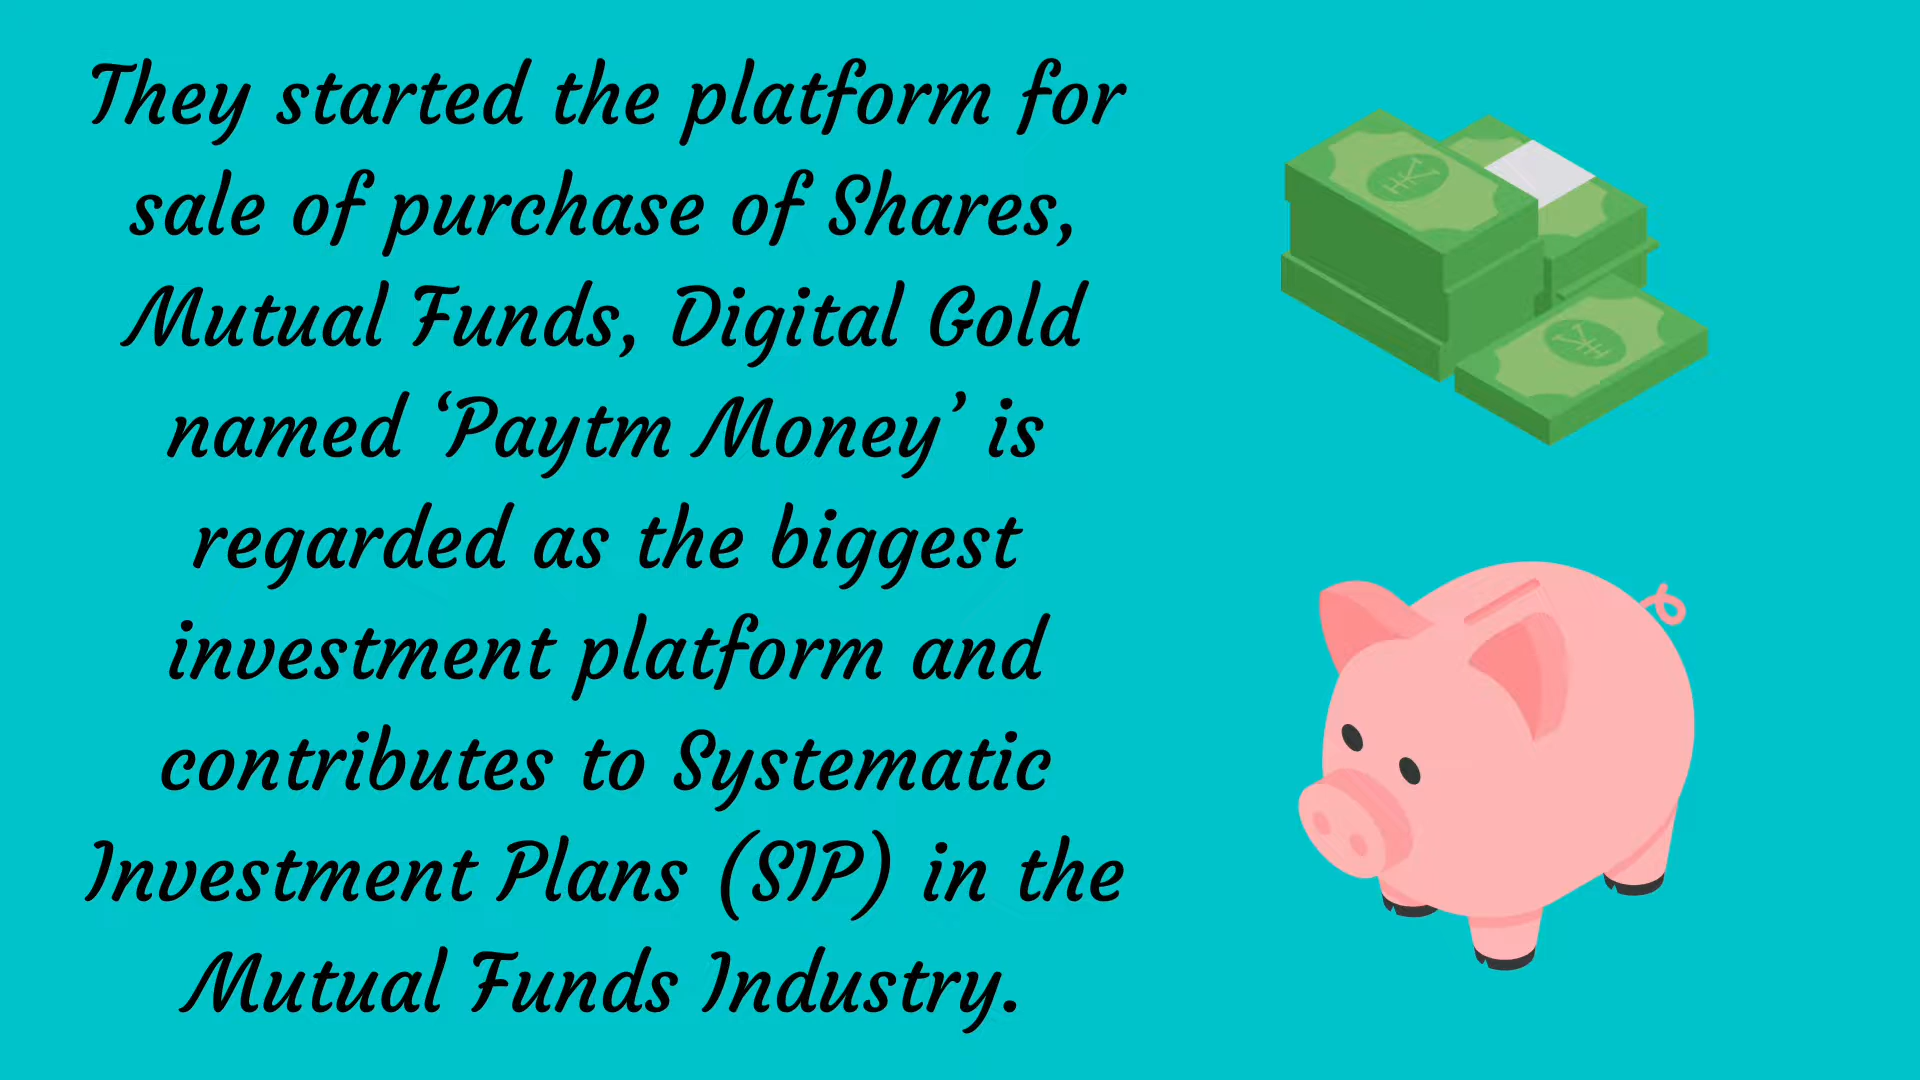 They started the platform for
sale of purchase of Shares,
Mutual Funds, Digital Gold
named ‘Paytm Money’ is
regarded as the biggest
investment platform and
contributes to Systematic
Investment Plans (SIP) in the
Mutual Funds Industry.